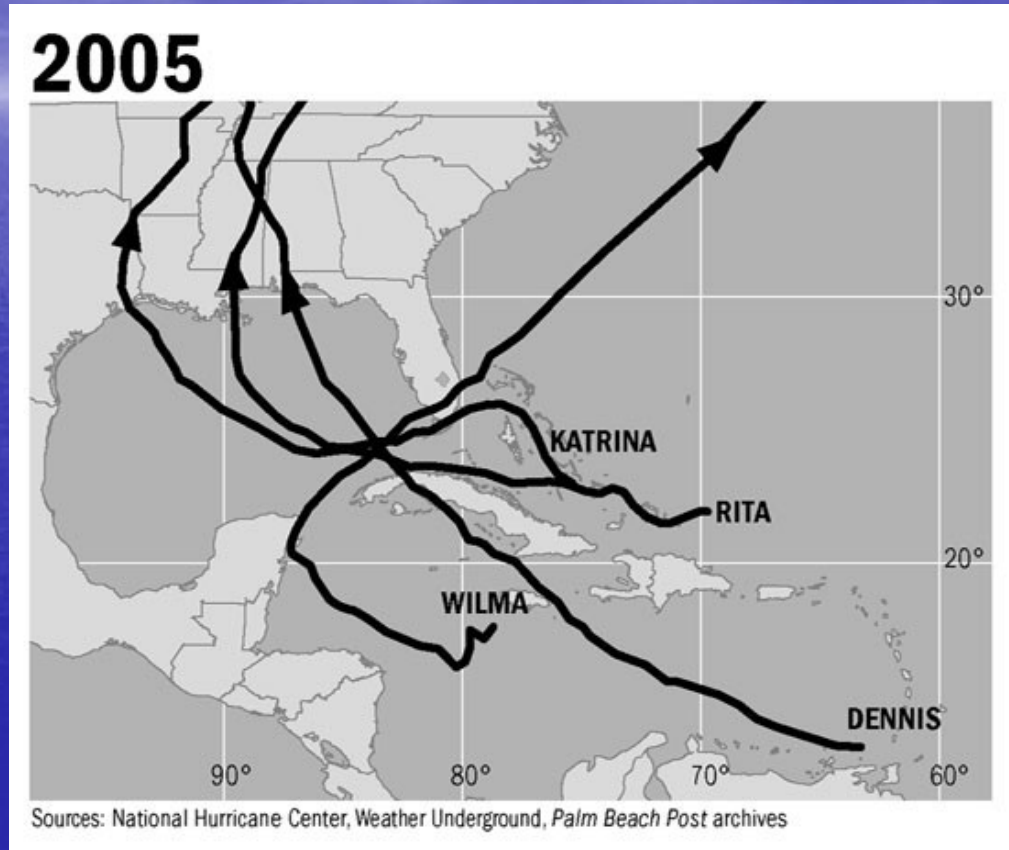 2005
30°
KATRINA
RITA
20°
WILMA
DENNIS
90°
80°
70°
60°
Sources: National Hurricane Center, Weather Underground, Palm Beach Post archives